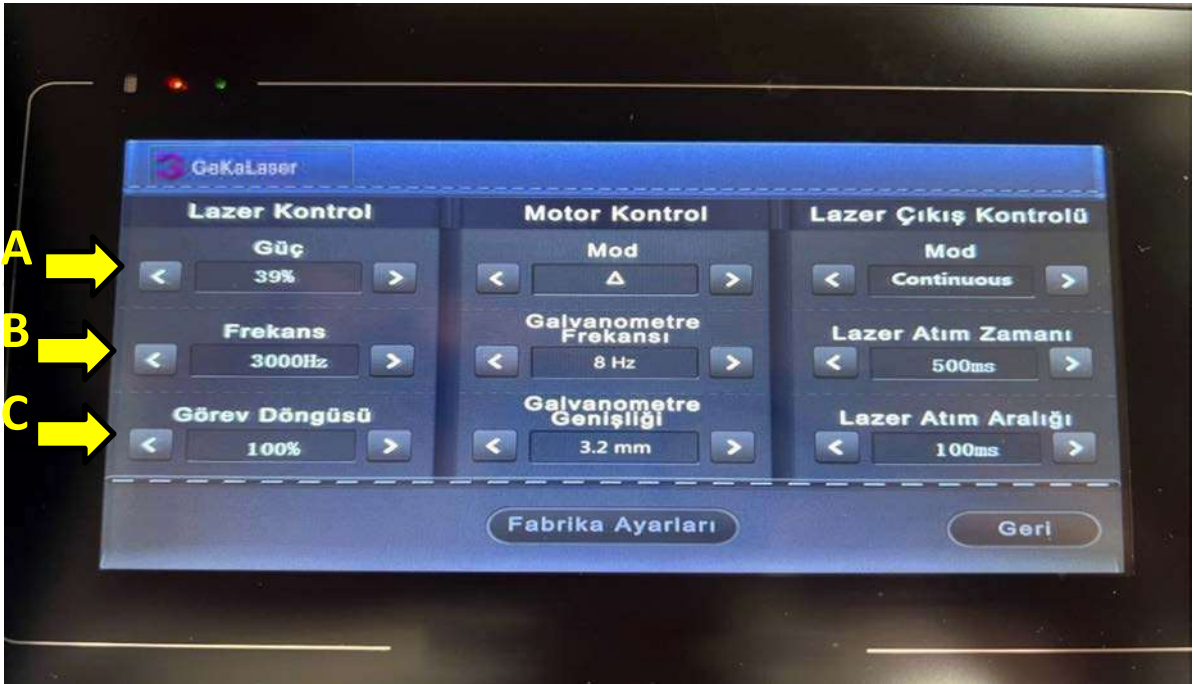 GeKaLaser
Lazer Kontrol
Motor Kontrol
Lazer Çıkış Kontrolü
A
Güç
Mod
Mod
< 39% >
< Δ >
< Continuous >
B
Frekans
Galvanometre
Frekansı
Lazer Atım Zamanı
< 3000Hz >
< 8 Hz >
< 500ms >
C
Görev Döngüsü
Galvanometre
Genişliği
Lazer Atım Aralığı
< 100% >
< 3.2 mm >
< 100ms >
Fabrika Ayarları
Geri